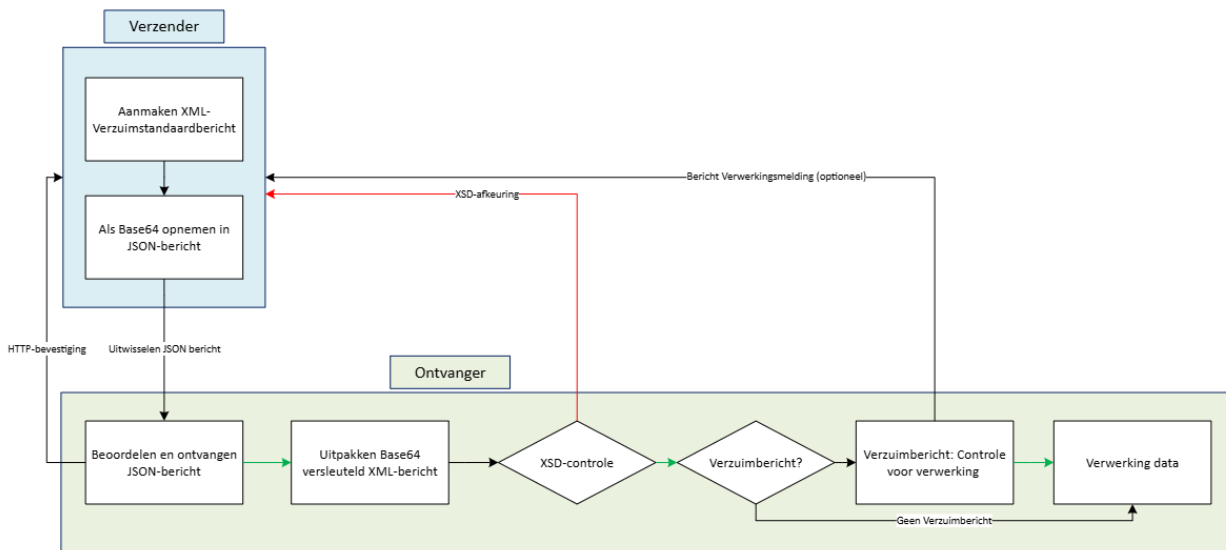 Verzender
Aanmaken XML-
Verzuimstandaardbericht
Als Base64 opnemen in
JSON-bericht
Bericht Verwerkingsmelding (optioneel)
XSD-afkeuring
HTTP-bevestiging
Uitwisselen JSON bericht
Ontvanger
Beoordelen en ontvangen
JSON-bericht
Uitpakken Base64
versleuteld XML-bericht
XSD-controle
Verzuimbericht?
Verzuimbericht: Controle
voor verwerking
Verwerking data
Geen Verzuimbericht